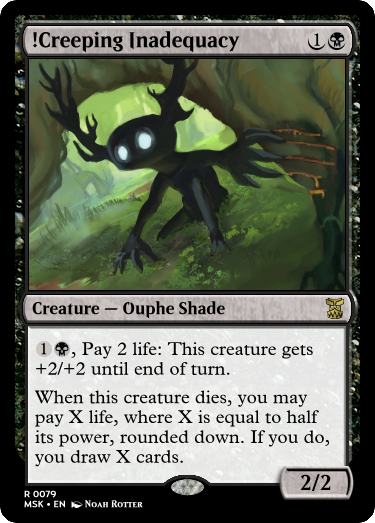 !Creeping Inadequacy 1
Creature — Ouphe Shade
1 , Pay 2 life: This creature gets
+2/+2 until end of turn.
When this creature dies, you may
pay X life, where X is equal to half
its power, rounded down. If you do,
you draw X cards.
2/2
R 0079
MSK • EN Noah Rotter